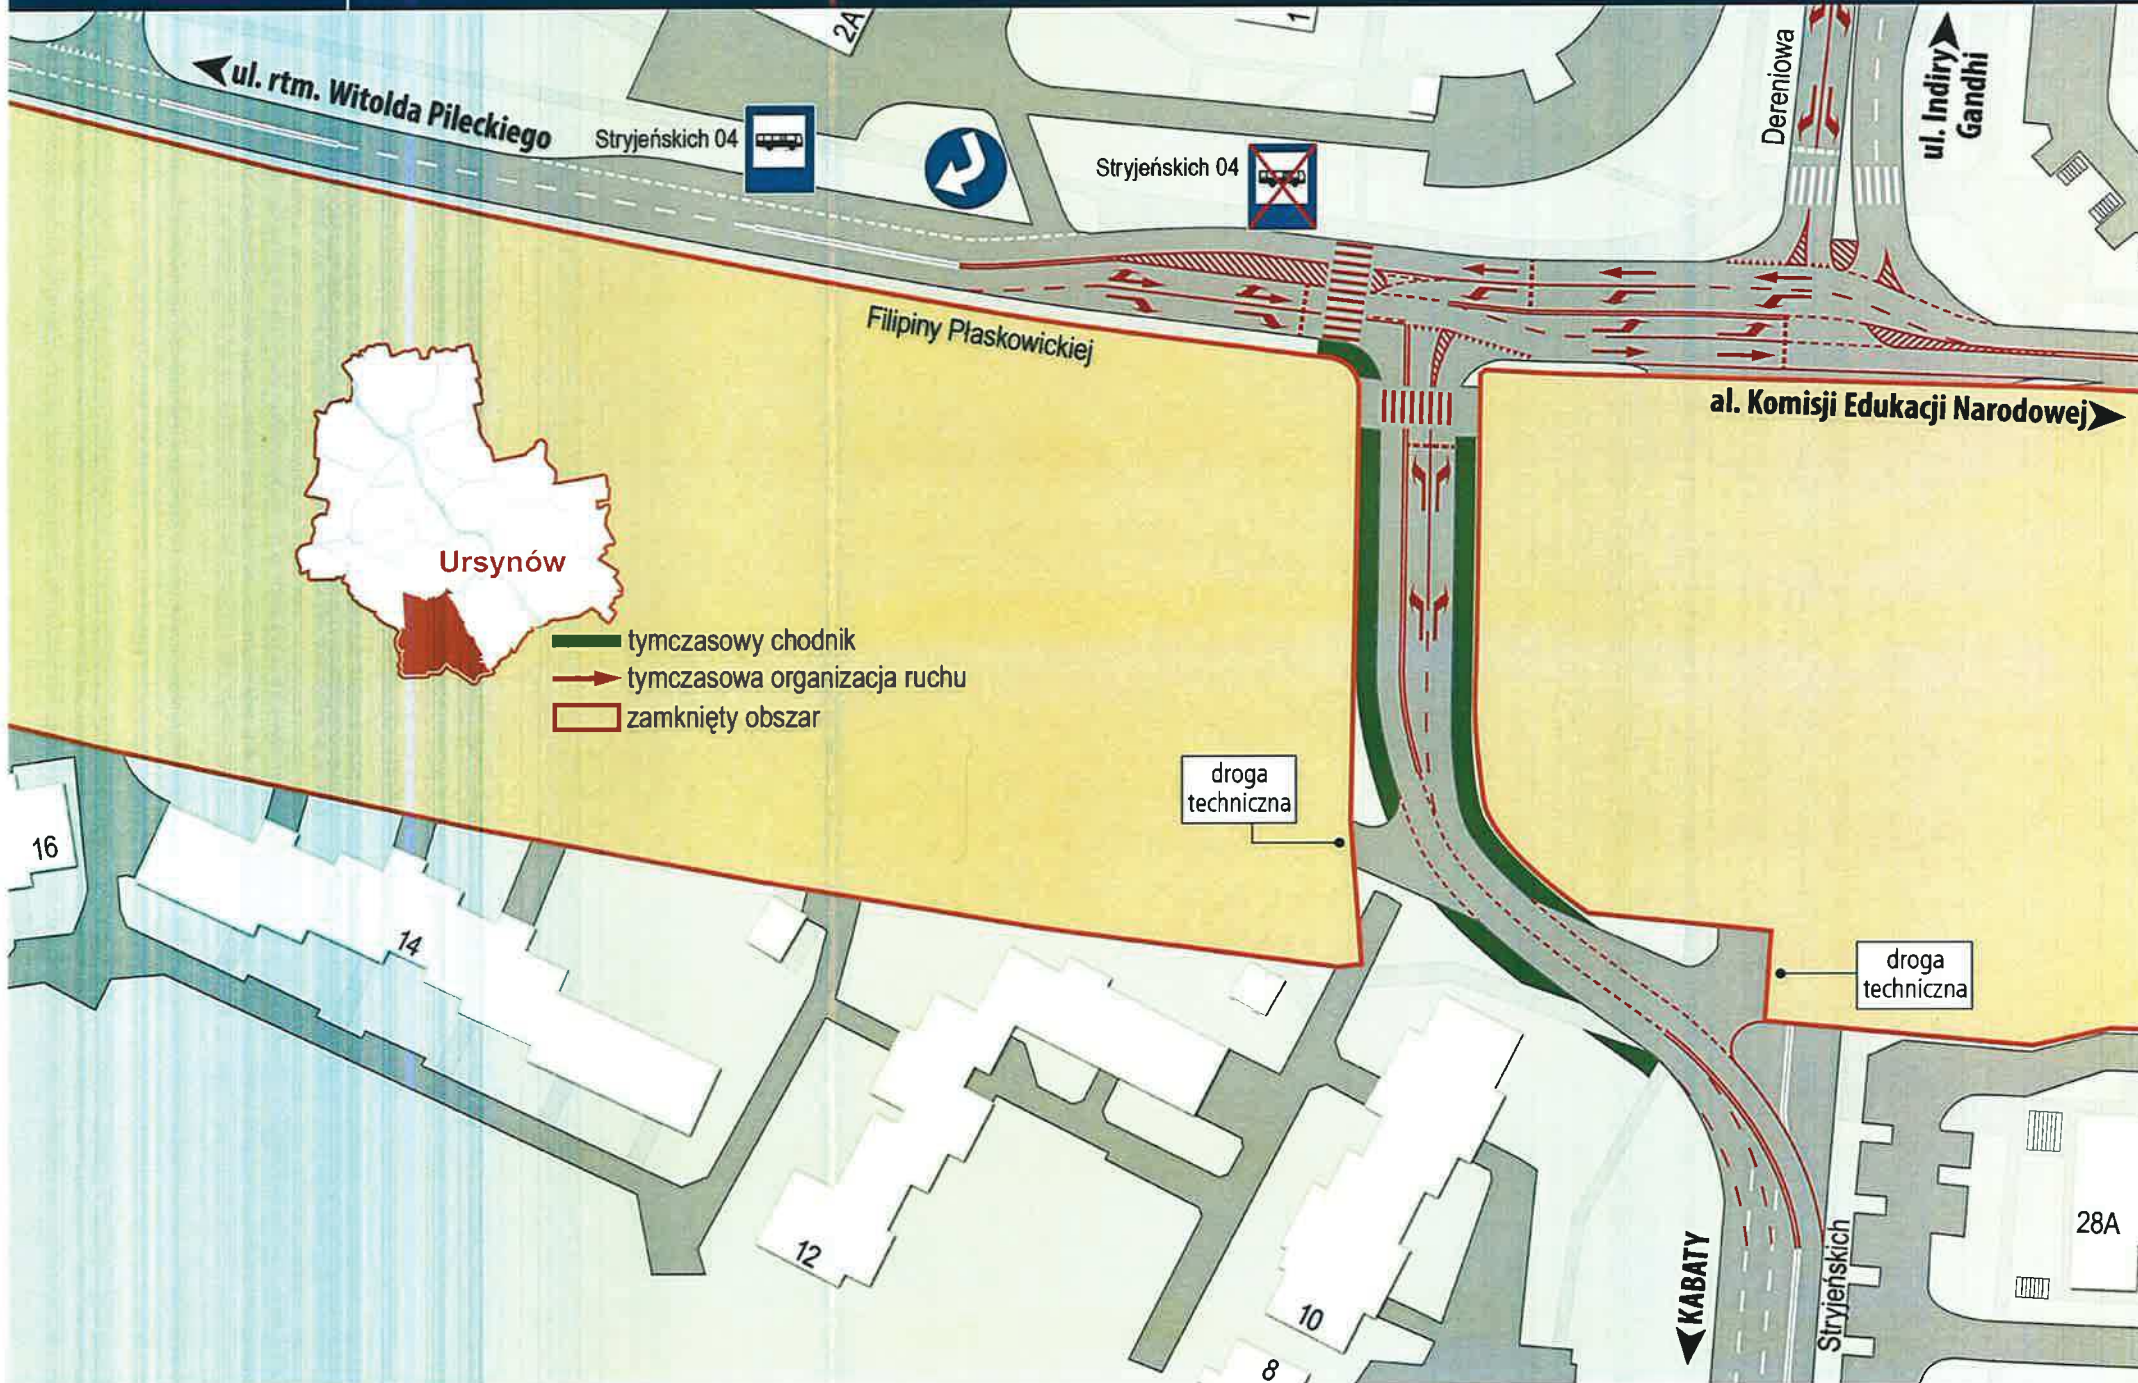 2A
1
Dereniowa
ul. Indiry
Gandhi
ul. rtm. Witolda Pileckiego
Stryjeńskich 04
Stryjeńskich 04
Filipiny Płaskowickiej
al. Komisji Edukacji Narodowej
Ursynów
tymczasowy chodnik
tymczasowa organizacja ruchu
zamknięty obszar
droga
techniczna
droga
techniczna
16
14
12
10
8
28A
KABATY
Stryjeńskich